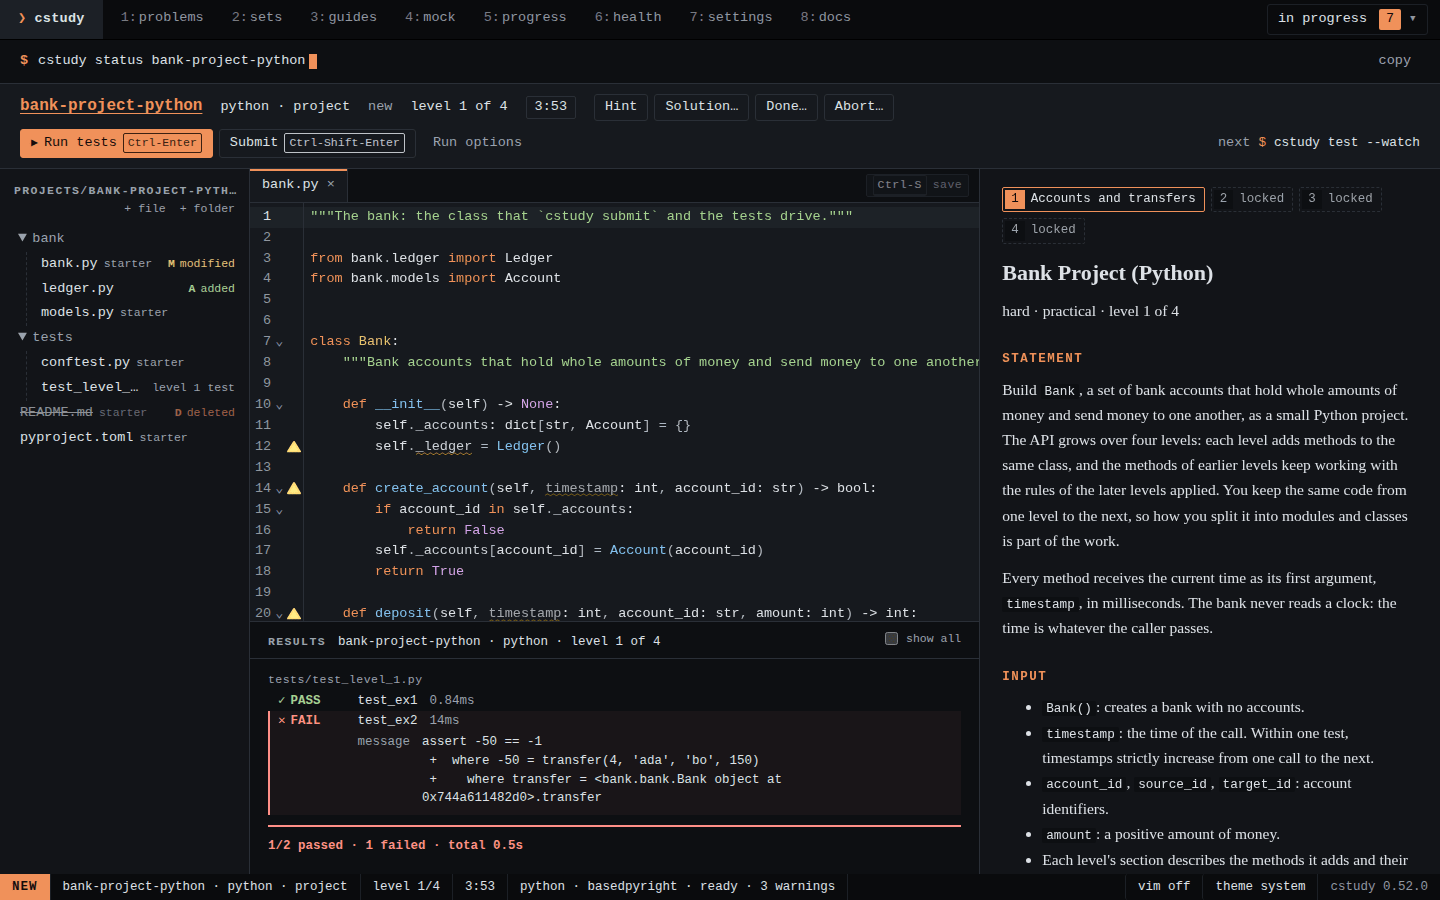 ❯ cstudy 1:problems 2:sets 3:guides 4:mock 5:progress 6:health 7:settings 8:docs in progress 7 ▼
$ cstudy status bank-project-python copy
bank-project-python python · project new level 1 of 4 3:53 Hint Solution… Done… Abort…
▶ Run tests Ctrl-Enter Submit Ctrl-Shift-Enter Run options next $ cstudy test --watch
PROJECTS/BANK-PROJECT-PYTH…
+ file + folder
▼ bank
bank.py starter M modified
ledger.py A added
models.py starter
▼ tests
conftest.py starter
test_level_… level 1 test
README.md starter D deleted
pyproject.toml starter
bank.py × Ctrl-S save
1 """The bank: the class that `cstudy submit` and the tests drive."""
2
3 from bank.ledger import Ledger
4 from bank.models import Account
5
6
7 class Bank:
8 """Bank accounts that hold whole amounts of money and send money to one another
9
10 def __init__(self) -> None:
11 self._accounts: dict[str, Account] = {}
12 self._ledger = Ledger()
13
14 def create_account(self, timestamp: int, account_id: str) -> bool:
15 if account_id in self._accounts:
16 return False
17 self._accounts[account_id] = Account(account_id)
18 return True
19
20 def deposit(self, timestamp: int, account_id: str, amount: int) -> int:
RESULTS bank-project-python · python · level 1 of 4 show all
tests/test_level_1.py
✓ PASS test_ex1 0.84ms
✕ FAIL test_ex2 14ms
message assert -50 == -1
+ where -50 = transfer(4, 'ada', 'bo', 150)
+ where transfer = <bank.bank.Bank object at
0x744a611482d0>.transfer
1/2 passed · 1 failed · total 0.5s
1 Accounts and transfers 2 locked 3 locked
4 locked
Bank Project (Python)
hard · practical · level 1 of 4
STATEMENT
Build Bank, a set of bank accounts that hold whole amounts of
money and send money to one another, as a small Python project.
The API grows over four levels: each level adds methods to the
same class, and the methods of earlier levels keep working with
the rules of the later levels applied. You keep the same code from
one level to the next, so how you split it into modules and classes
is part of the work.
Every method receives the current time as its first argument,
timestamp, in milliseconds. The bank never reads a clock: the
time is whatever the caller passes.
INPUT
• Bank(): creates a bank with no accounts.
• timestamp: the time of the call. Within one test,
timestamps strictly increase from one call to the next.
• account_id, source_id, target_id: account
identifiers.
• amount: a positive amount of money.
• Each level's section describes the methods it adds and their
NEW bank-project-python · python · project level 1/4 3:53 python · basedpyright · ready · 3 warnings vim off theme system cstudy 0.52.0